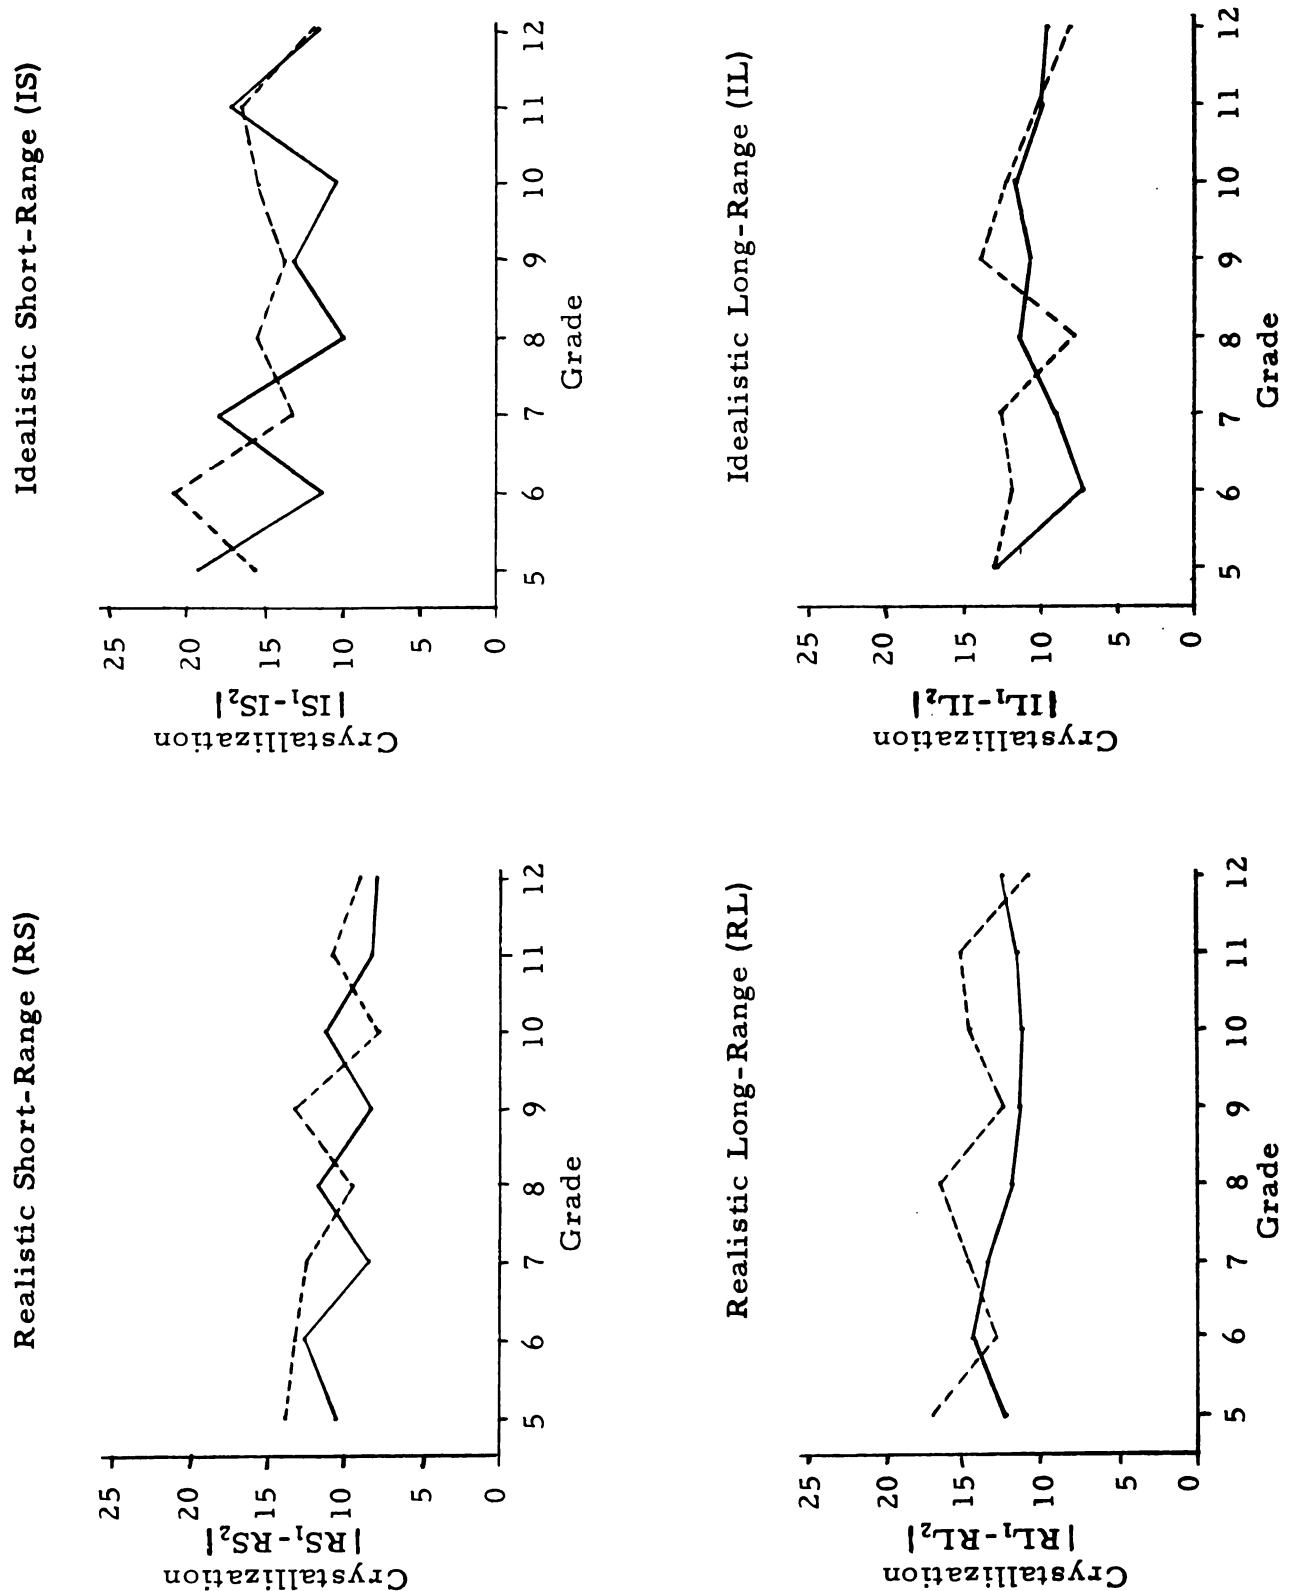 Realistic Short-Range (RS)
Crystallization
|RS₁-RS₂|
25
20
15
10
5
0
5 6 7 8 9 10 11 12
Grade
Idealistic Short-Range (IS)
Crystallization
|IS₁-IS₂|
25
20
15
10
5
0
5 6 7 8 9 10 11 12
Grade
Realistic Long-Range (RL)
Crystallization
|RL₁-RL₂|
25
20
15
10
5
0
5 6 7 8 9 10 11 12
Grade
Idealistic Long-Range (IL)
Crystallization
|IL₁-IL₂|
25
20
15
10
5
0
5 6 7 8 9 10 11 12
Grade